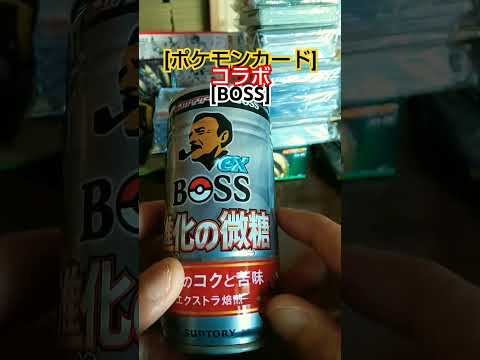 [ポケモンカード]
コラボ
[BOSS]
ex
BOSS
進化の微糖
のコクと苦味
エクストラ焙煎
SUNTORY